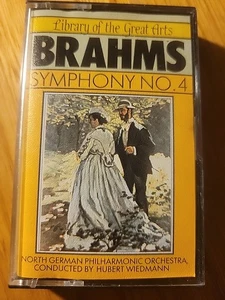 Library of the Great Arts
BRAHMS
SYMPHONY NO. 4
NORTH GERMAN PHILHARMONIC ORCHESTRA,
CONDUCTED BY HUBERT WIEDMANN